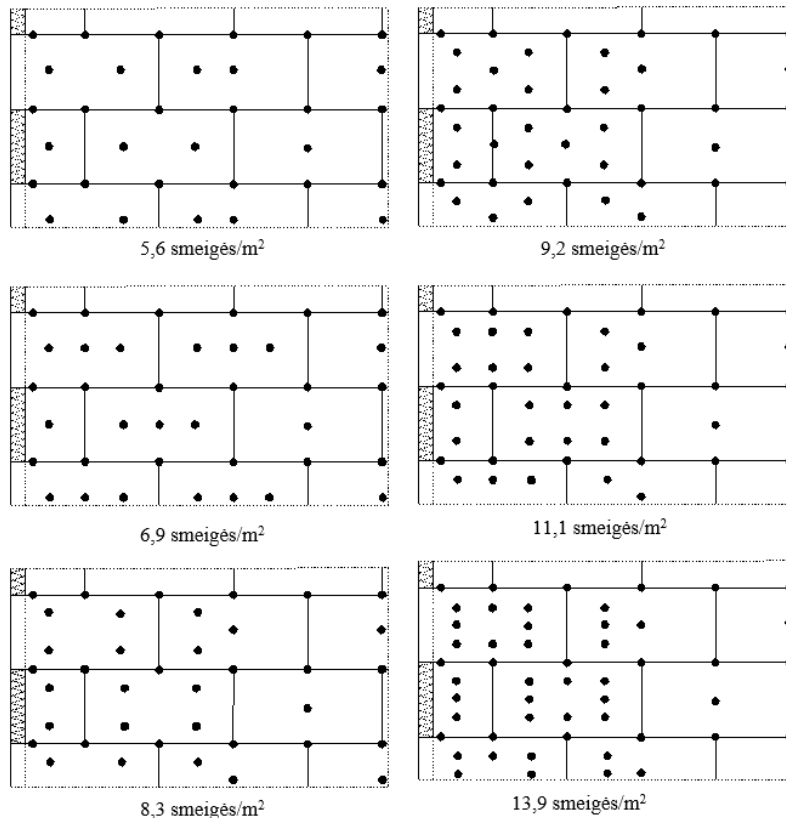 5,6 smeigės/m²
9,2 smeigės/m²
6,9 smeigės/m²
11,1 smeigės/m²
8,3 smeigės/m²
13,9 smeigės/m²